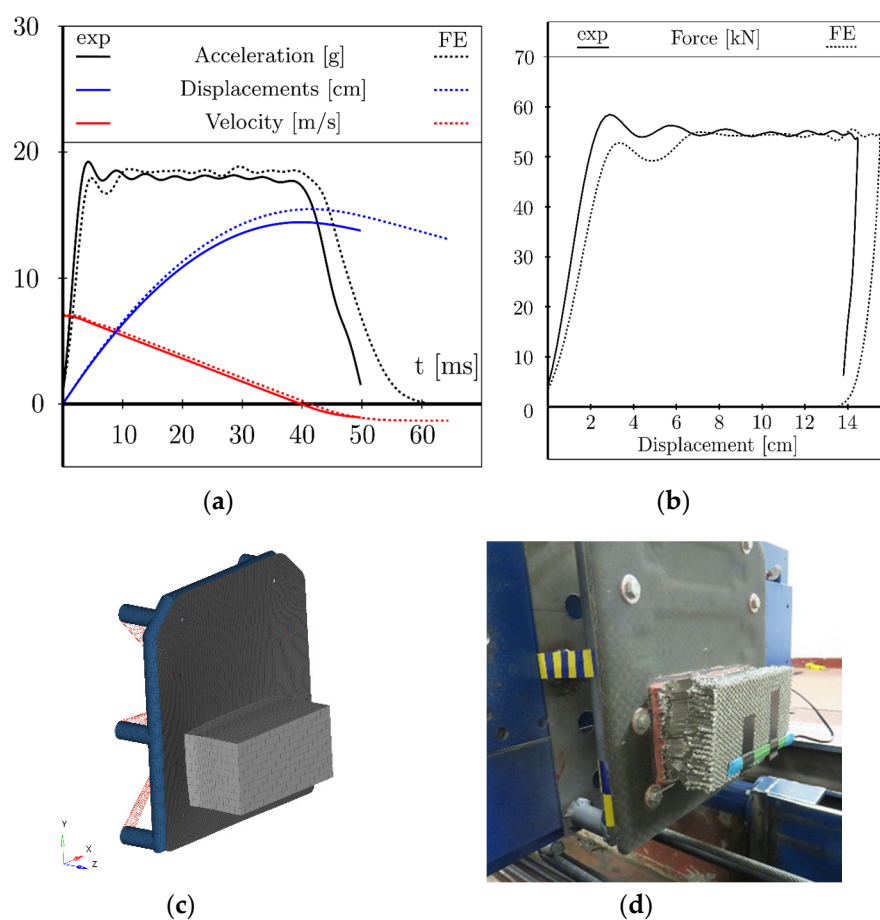 30
exp
FE
Acceleration [g]
Displacements [cm]
Velocity [m/s]
20
10
t [ms]
0
10 20 30 40 50 60
(a)
exp Force [kN] FE
70
60
50
40
30
20
10
0
2 4 6 8 10 12 14
Displacement [cm]
(b)
Y
X
Z
(c)
(d)